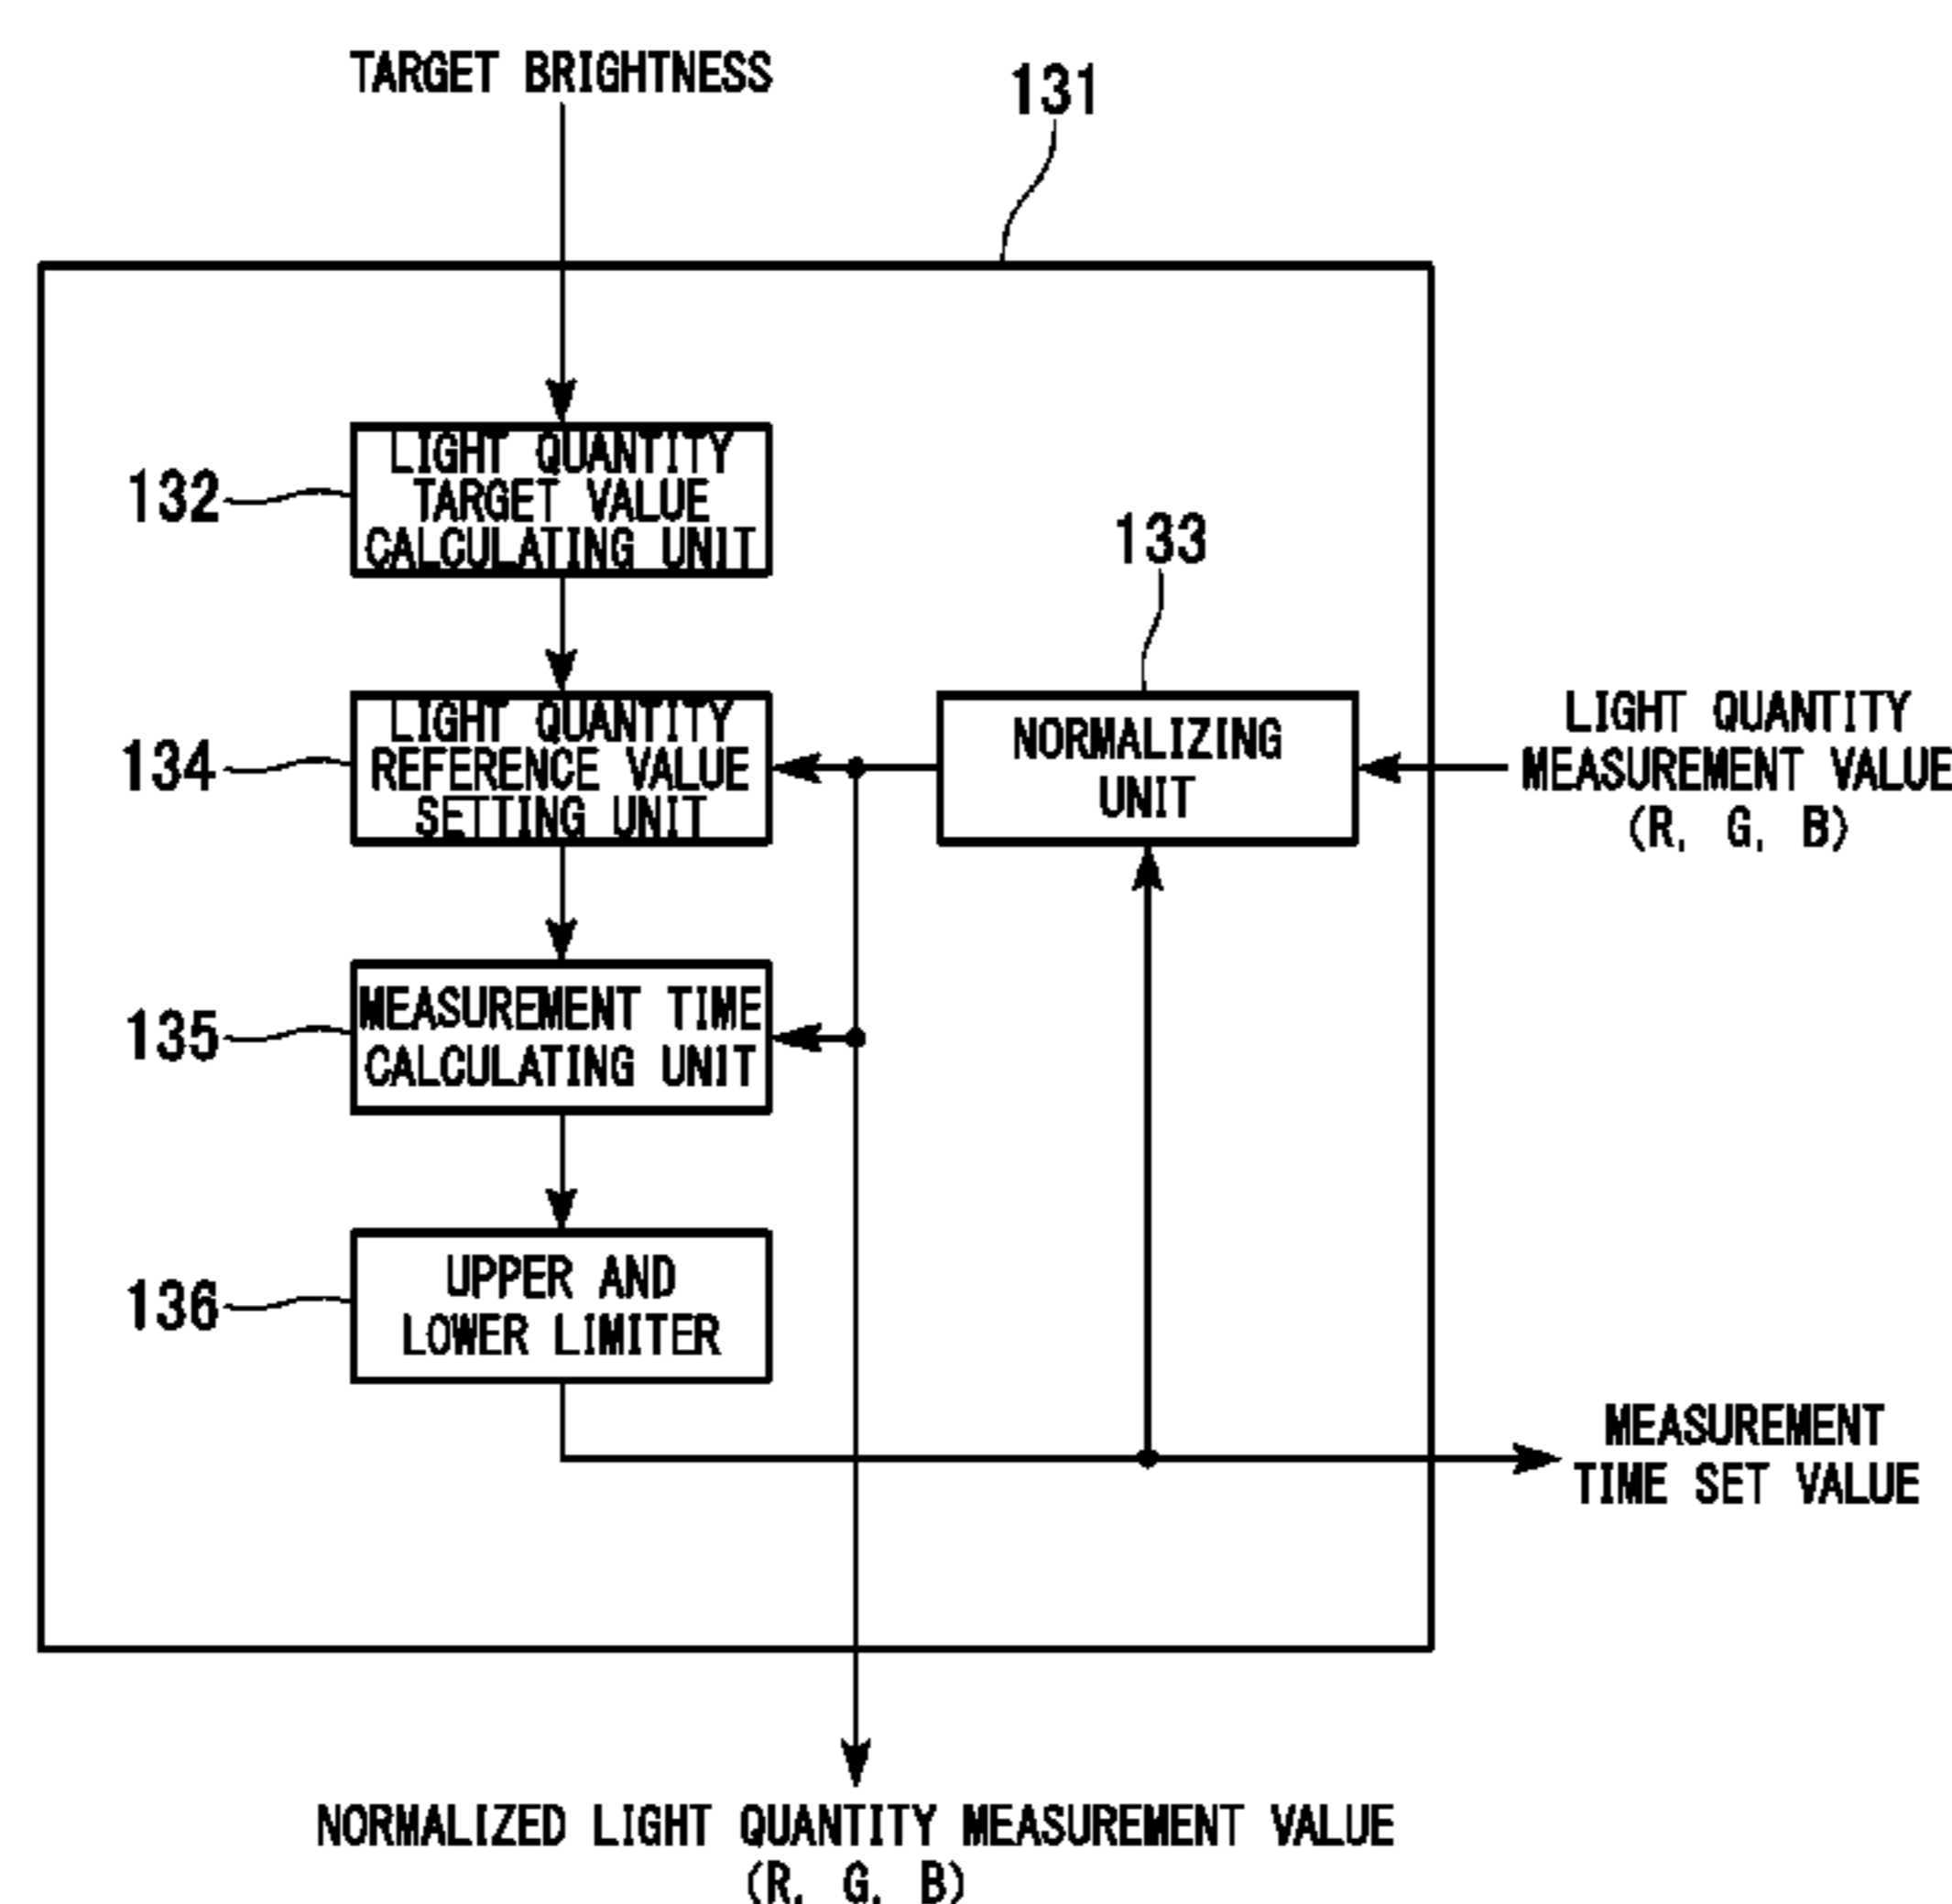 TARGET BRIGHTNESS
131
LIGHT QUANTITY
TARGET VALUE
CALCULATING UNIT
132
133
LIGHT QUANTITY
REFERENCE VALUE
SETTING UNIT
134
NORMALIZING
UNIT
LIGHT QUANTITY
MEASUREMENT VALUE
(R, G, B)
MEASUREMENT TIME
CALCULATING UNIT
135
UPPER AND
LOWER LIMITER
136
MEASUREMENT
TIME SET VALUE
NORMALIZED LIGHT QUANTITY MEASUREMENT VALUE
(R, G, B)